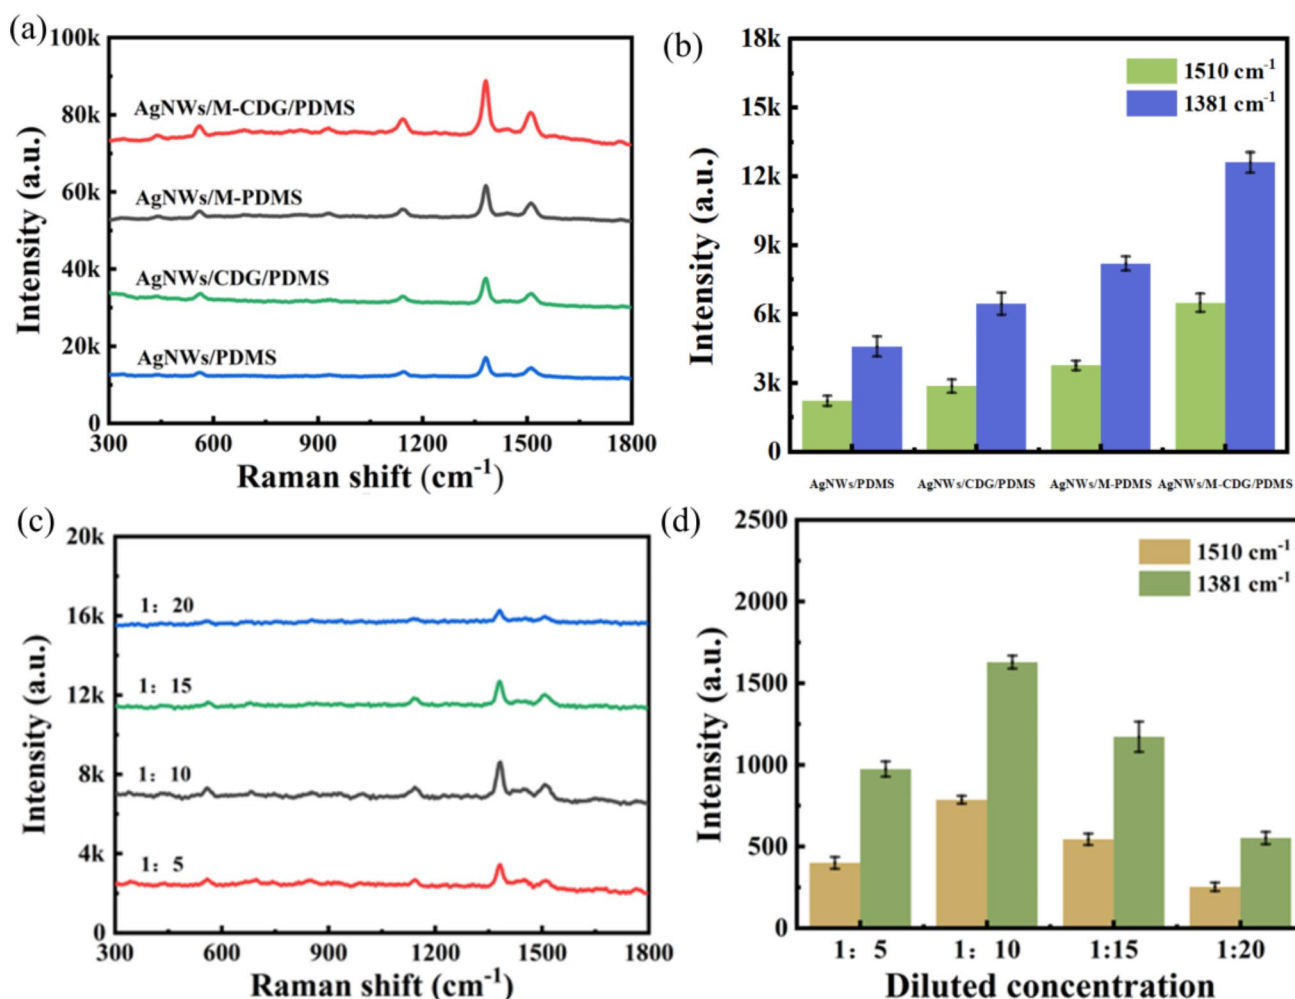 (a)
100k
80k
60k
40k
20k
0
Intensity (a.u.)
AgNWs/M-CDG/PDMS
AgNWs/M-PDMS
AgNWs/CDG/PDMS
AgNWs/PDMS
300 600 900 1200 1500 1800
Raman shift (cm⁻¹)
(b)
18k
15k
12k
9k
6k
3k
0
Intensity (a.u.)
1510 cm⁻¹
1381 cm⁻¹
AgNWs/PDMS AgNWs/CDG/PDMS AgNWs/M-PDMS AgNWs/M-CDG/PDMS
(c)
20k
16k
12k
8k
4k
0
Intensity (a.u.)
1： 20
1： 15
1： 10
1： 5
300 600 900 1200 1500 1800
Raman shift (cm⁻¹)
(d)
2500
2000
1500
1000
500
0
Intensity (a.u.)
1510 cm⁻¹
1381 cm⁻¹
1： 5 1： 10 1:15 1:20
Diluted concentration